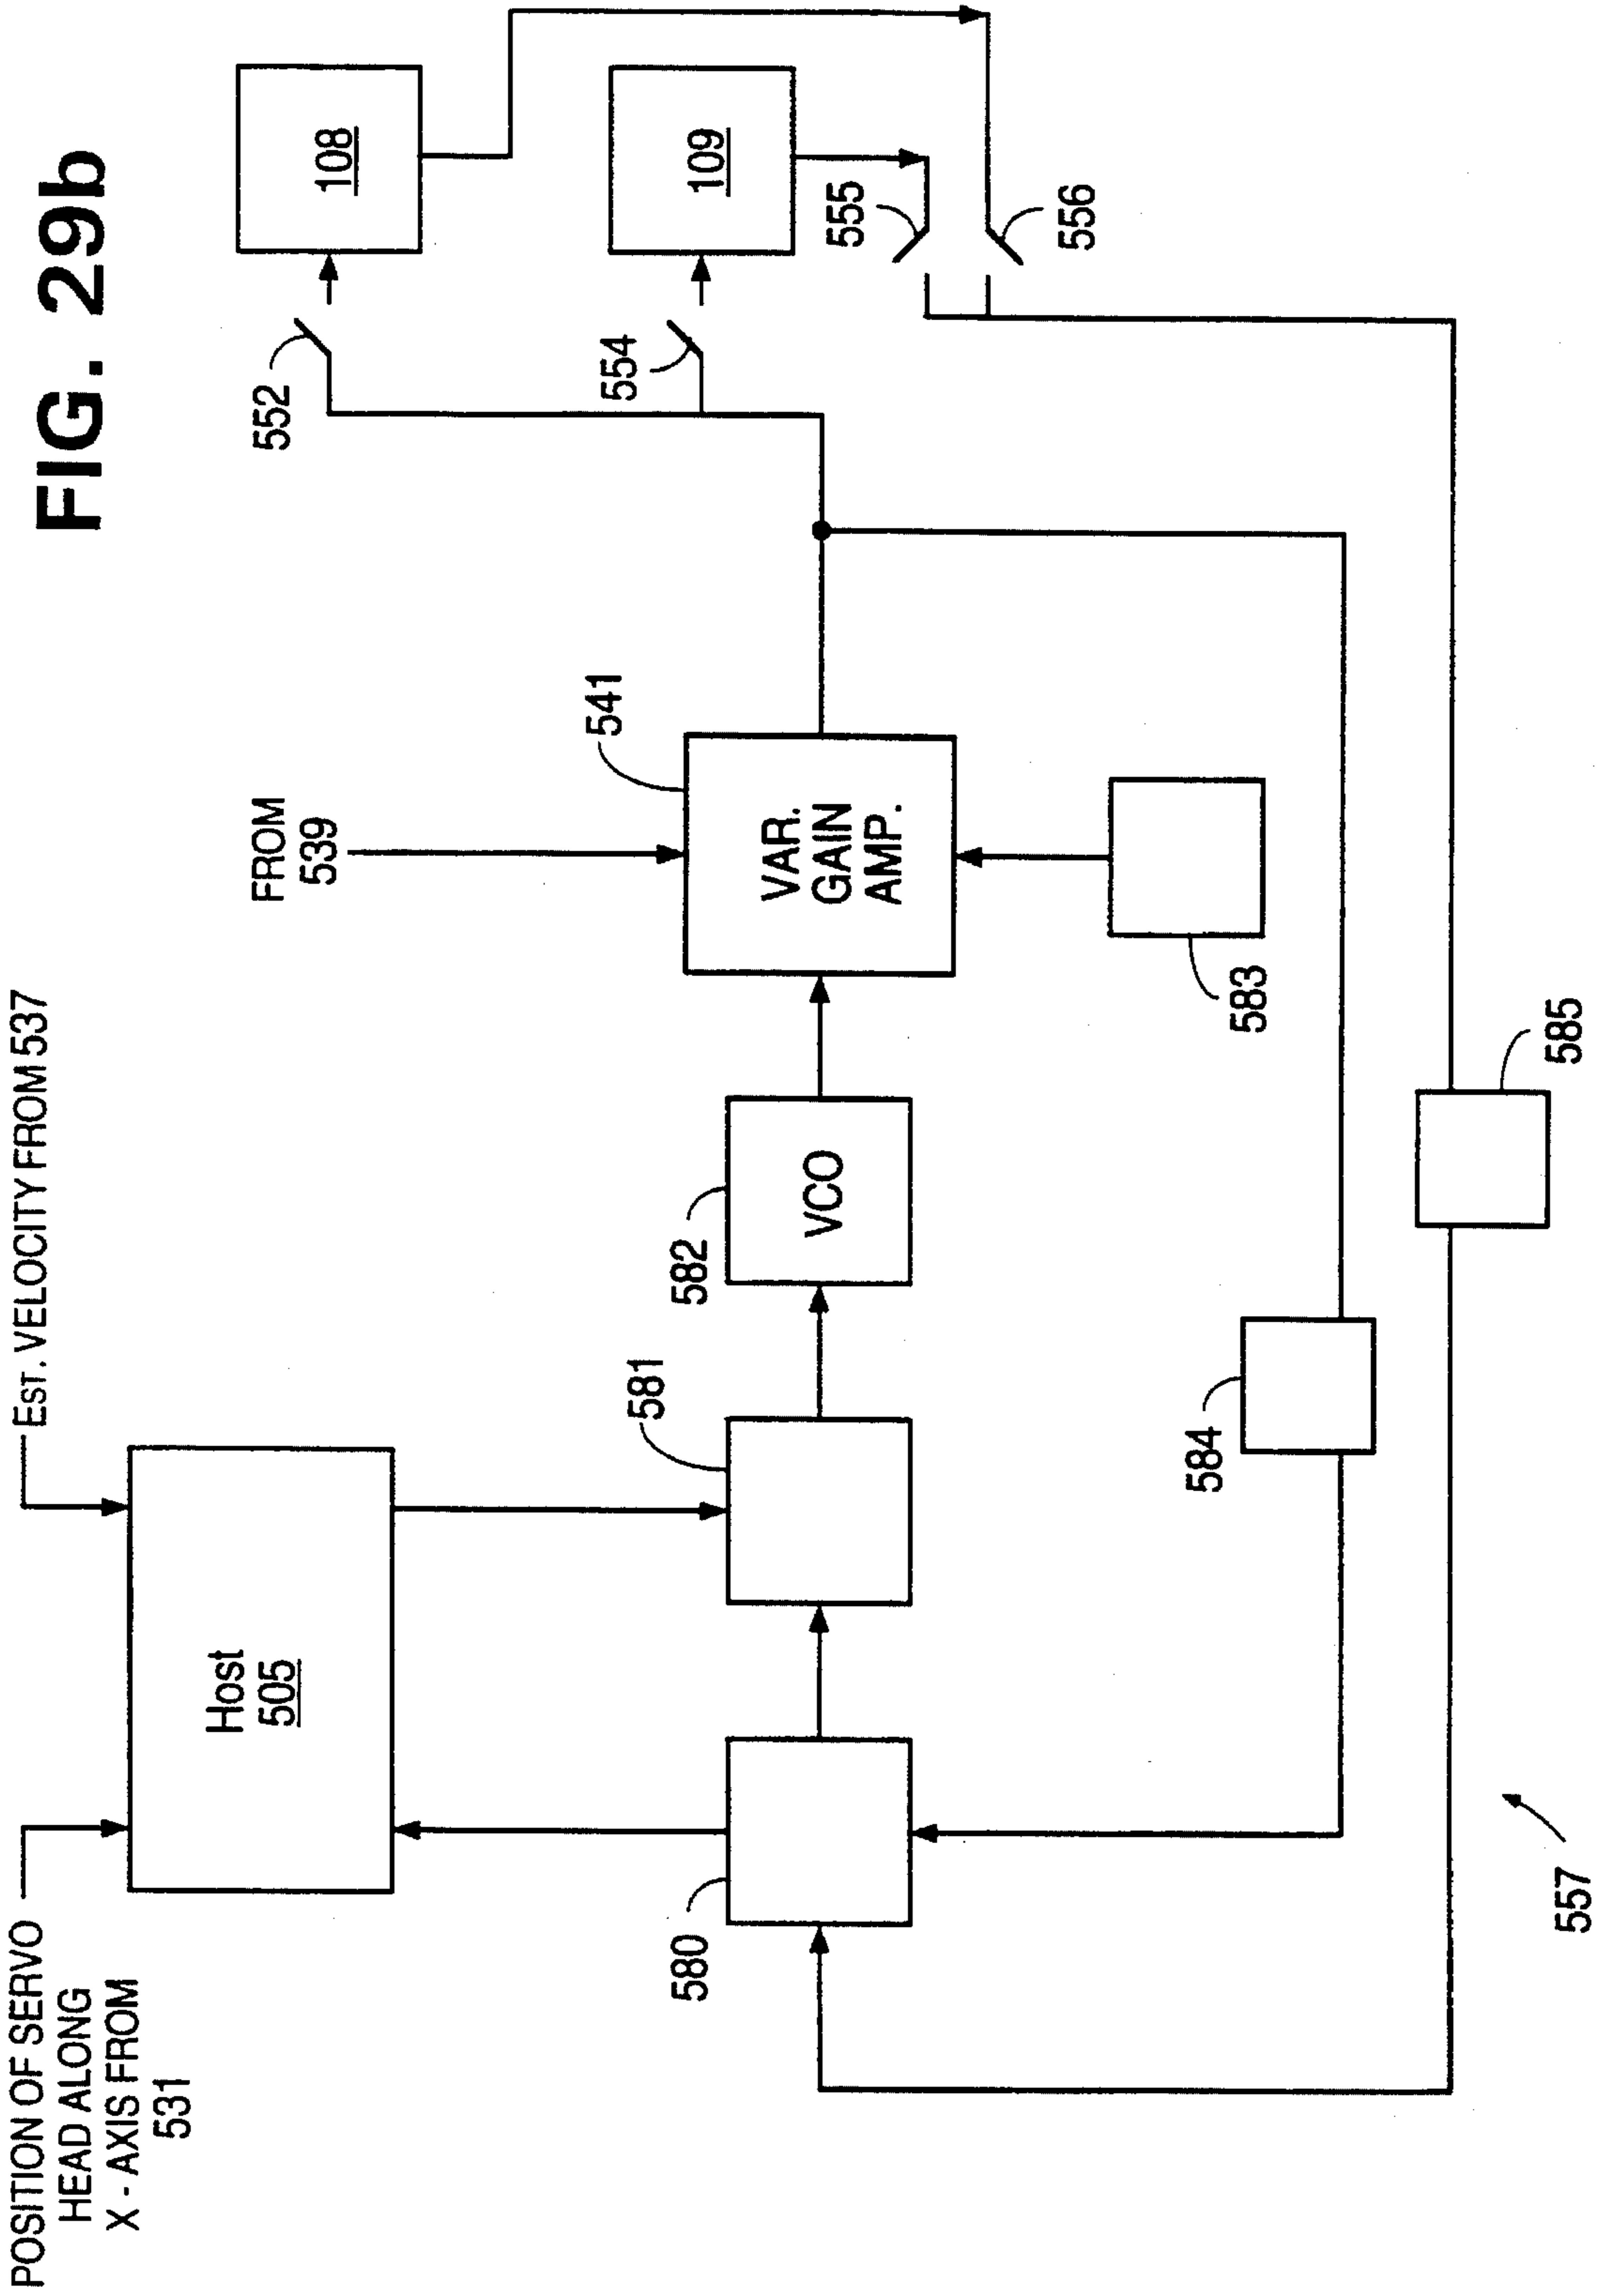 FIG. 29b
POSITION OF SERVO
HEAD ALONG
X - AXIS FROM
531
EST. VELOCITY FROM 537
Host
505
FROM
539
552
108
554
109
555
556
541
VAR.
GAIN
AMP.
581
582
VCO
580
583
584
585
557